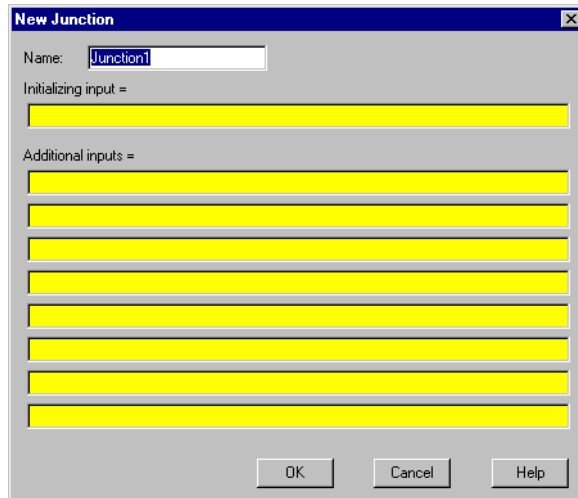 New Junction
Name: Junction1
Initializing input =
Additional inputs =
OK Cancel Help